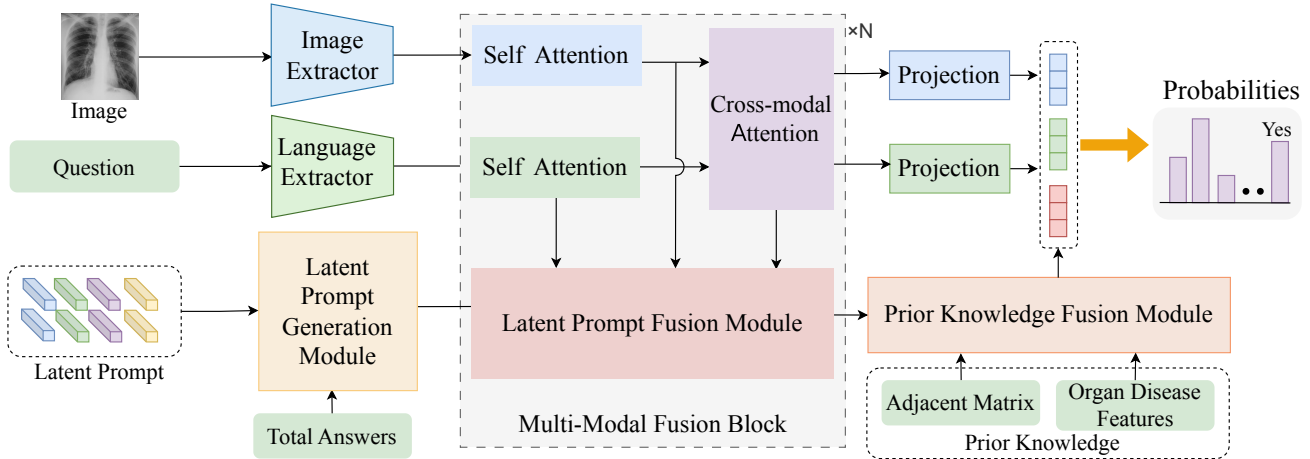 Image
Image
Extractor
Self Attention
×N
Cross-modal
Attention
Projection
Probabilities
Yes
Question
Language
Extractor
Self Attention
Projection
Latent Prompt
Latent
Prompt
Generation
Module
Total Answers
Latent Prompt Fusion Module
Multi-Modal Fusion Block
Prior Knowledge Fusion Module
Adjacent Matrix
Organ Disease
Features
Prior Knowledge